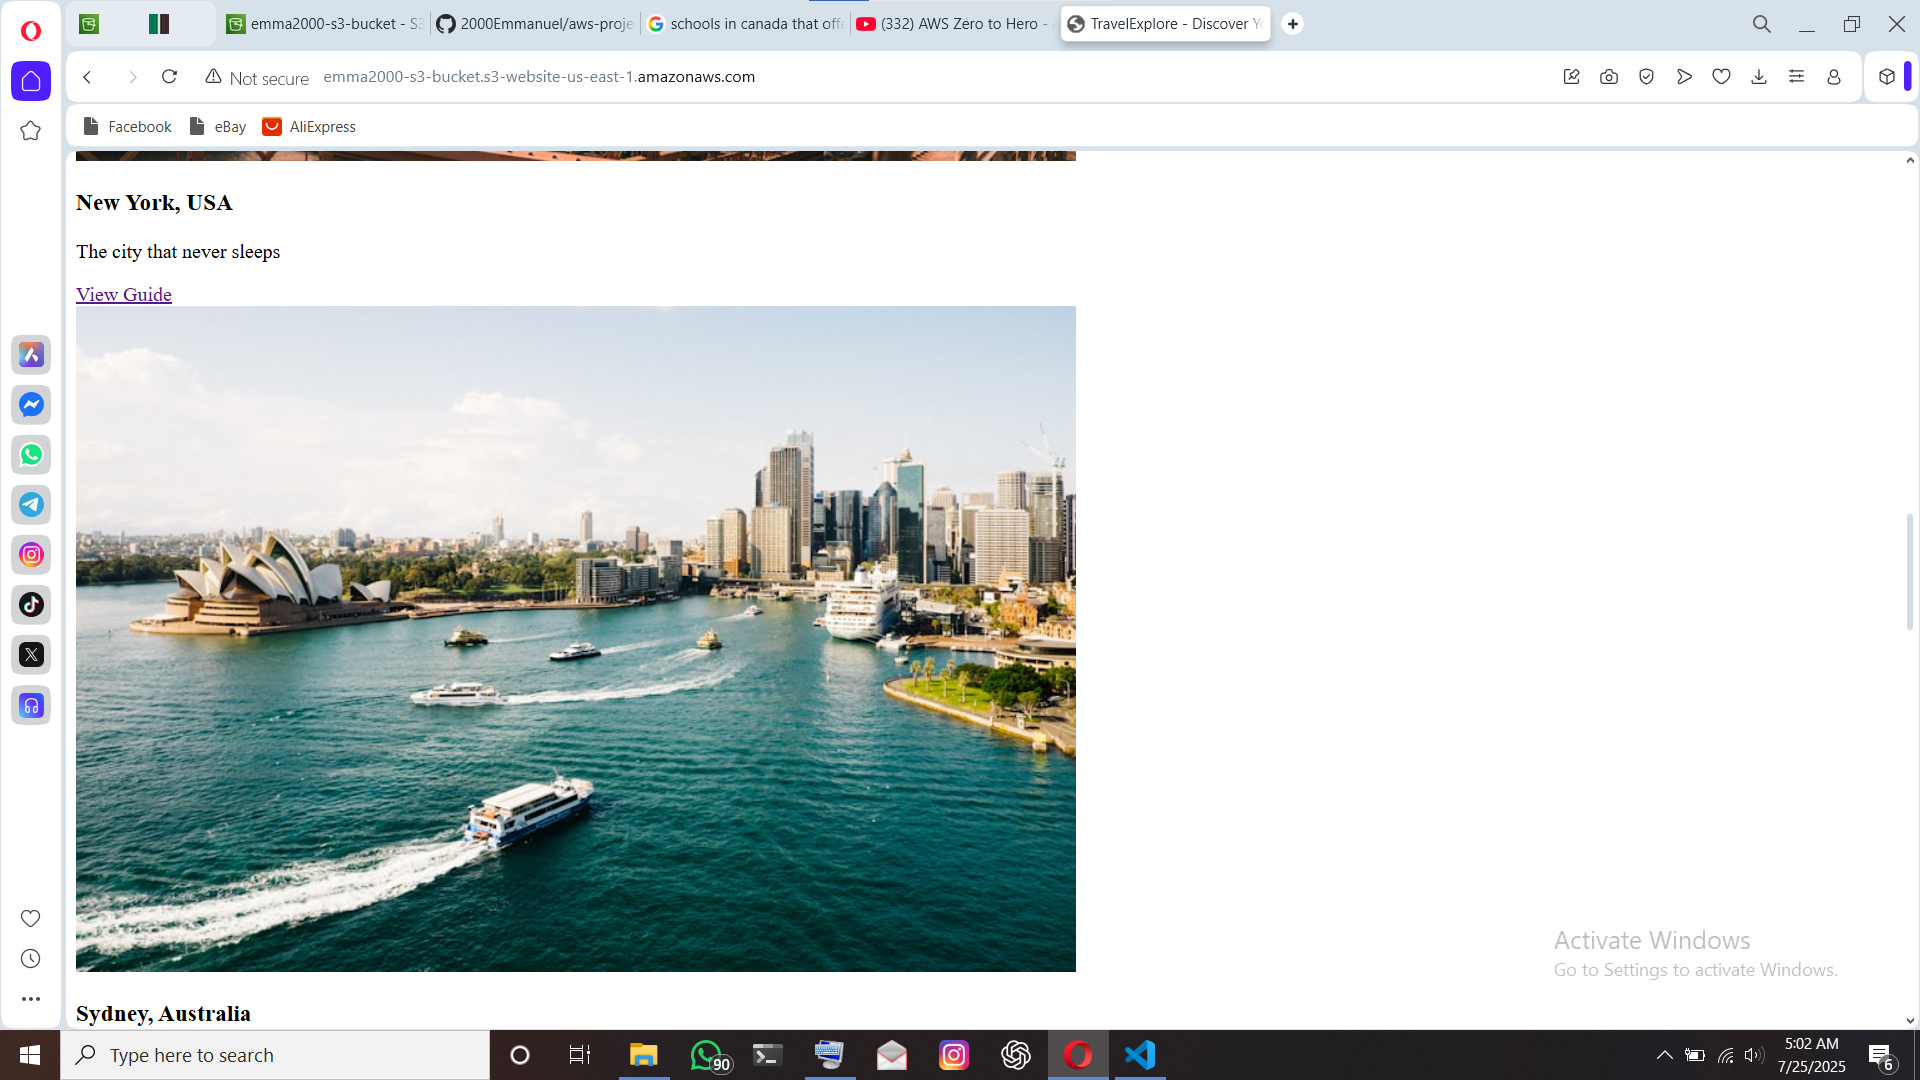 emma2000-s3-bucket - S3
2000Emmanuel/aws-proje
schools in canada that offe
(332) AWS Zero to Hero -
TravelExplore - Discover Yo
Not secure emma2000-s3-bucket.s3-website-us-east-1.amazonaws.com
Facebook
eBay
AliExpress
New York, USA
The city that never sleeps
View Guide
Activate Windows
Go to Settings to activate Windows.
Sydney, Australia
Type here to search
90
5:02 AM
7/25/2025
6